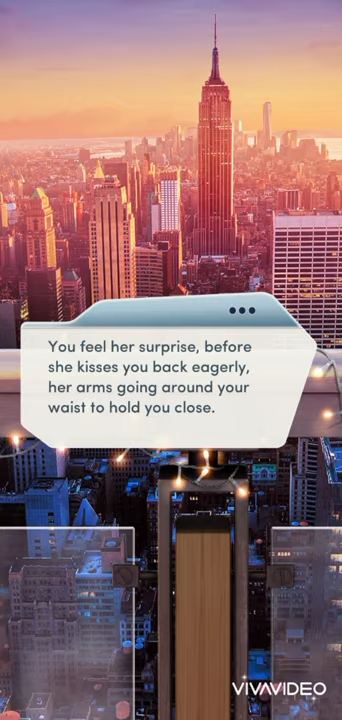 You feel her surprise, before
she kisses you back eagerly,
her arms going around your
waist to hold you close.
VIVAVIDEO